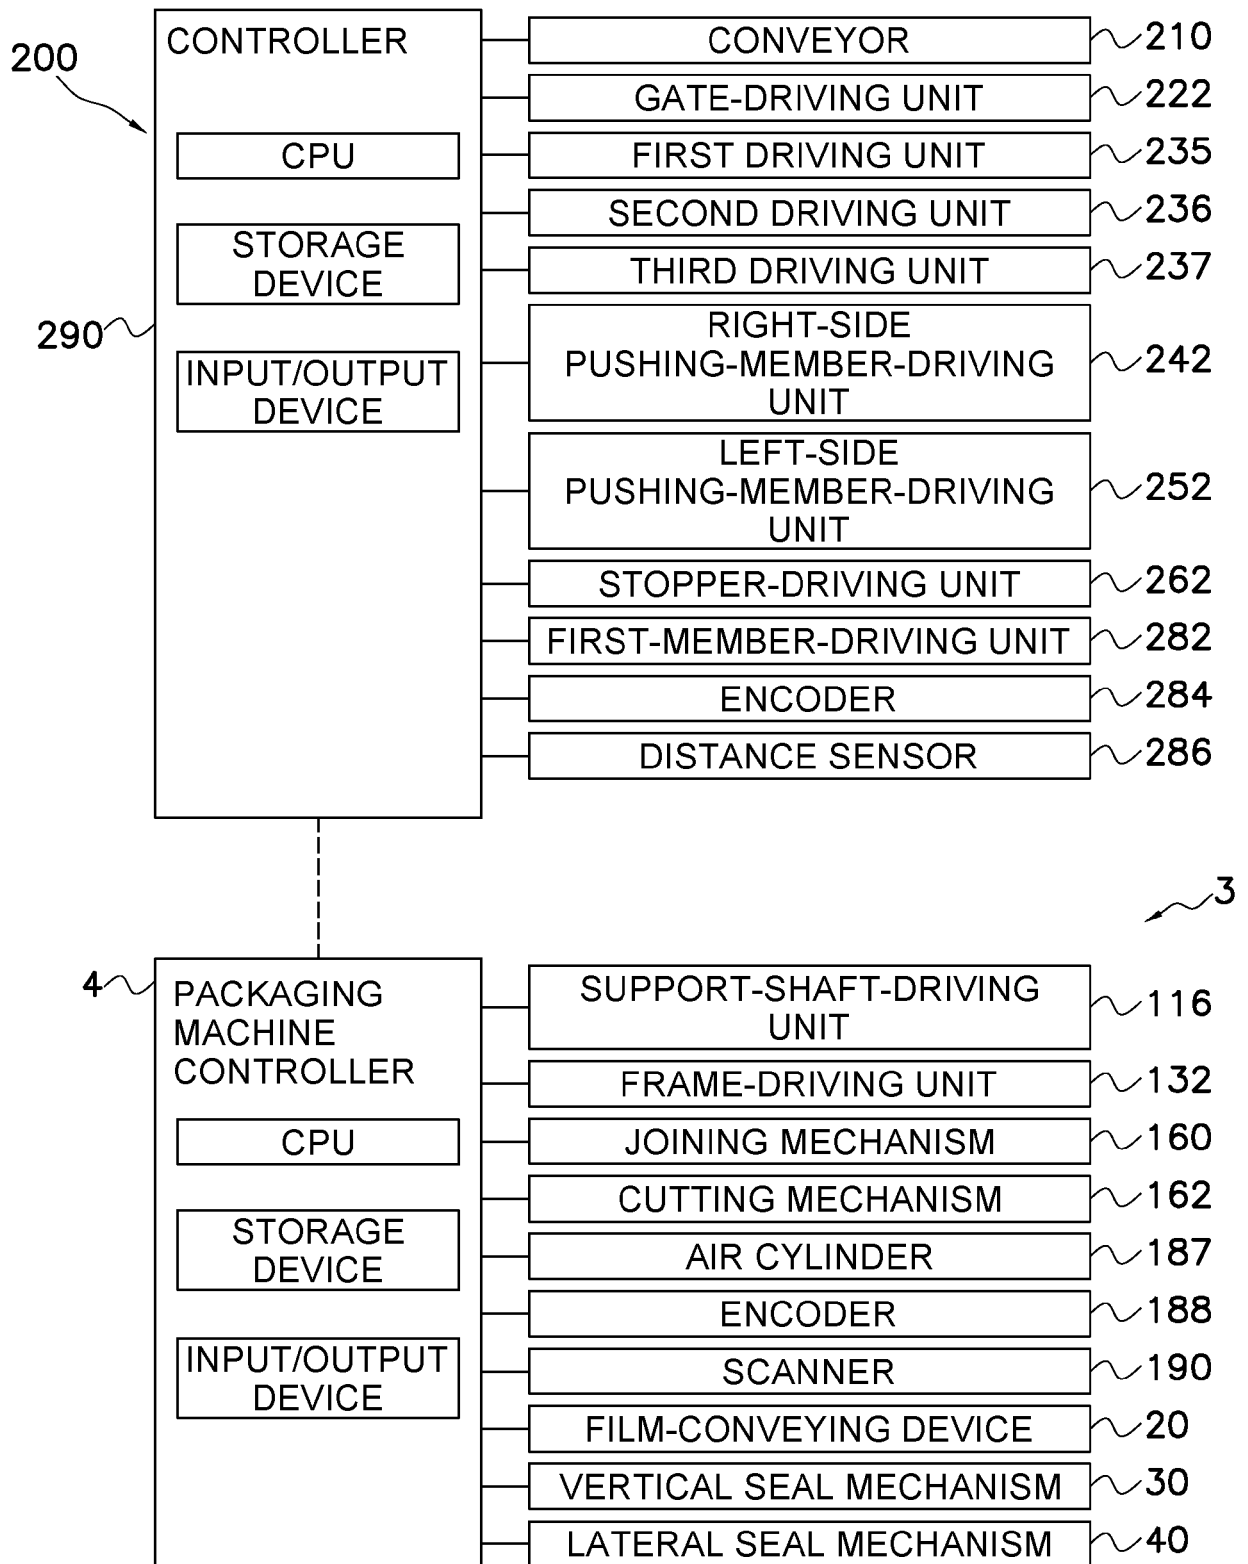 CONTROLLER
200
CPU
STORAGE
DEVICE
290
INPUT/OUTPUT
DEVICE
CONVEYOR 210
GATE-DRIVING UNIT 222
FIRST DRIVING UNIT 235
SECOND DRIVING UNIT 236
THIRD DRIVING UNIT 237
RIGHT-SIDE
PUSHING-MEMBER-DRIVING 242
UNIT
LEFT-SIDE
PUSHING-MEMBER-DRIVING 252
UNIT
STOPPER-DRIVING UNIT 262
FIRST-MEMBER-DRIVING UNIT 282
ENCODER 284
DISTANCE SENSOR 286
3
4
PACKAGING
MACHINE
CONTROLLER
CPU
STORAGE
DEVICE
INPUT/OUTPUT
DEVICE
SUPPORT-SHAFT-DRIVING
UNIT 116
FRAME-DRIVING UNIT 132
JOINING MECHANISM 160
CUTTING MECHANISM 162
AIR CYLINDER 187
ENCODER 188
SCANNER 190
FILM-CONVEYING DEVICE 20
VERTICAL SEAL MECHANISM 30
LATERAL SEAL MECHANISM 40